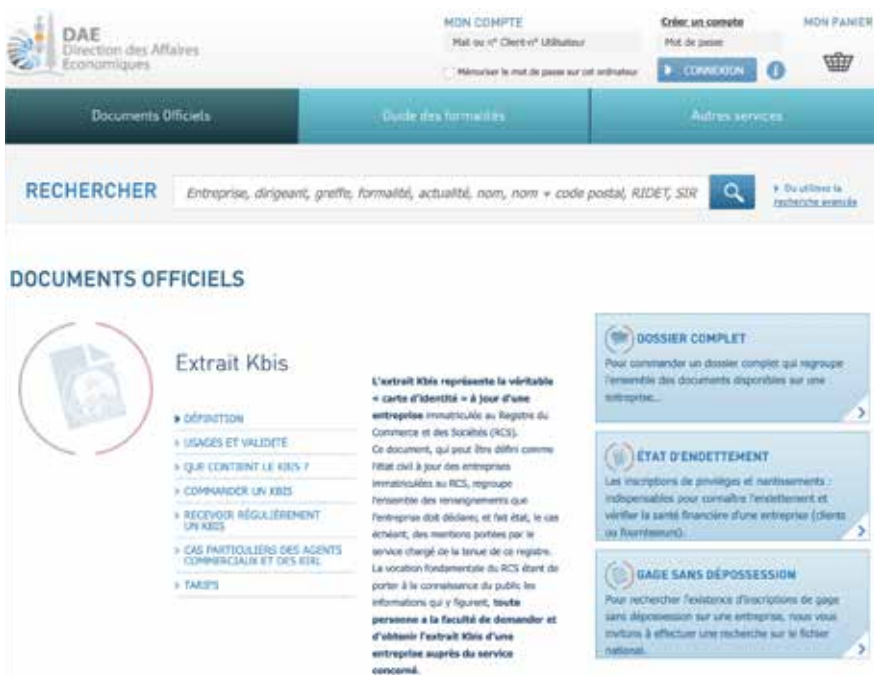 DAE
Direction des Affaires
Economiques
MON COMPTE
Créer un compte
MON PANIER
Mail ou n° Client-n° Utilisateur
Mot de passe
Mémoriser le mot de passe sur cet ordinateur
CONNEXION
Documents Officiels
Guide des formalités
Autres services
RECHERCHER
Entreprise, dirigeant, greffe, formalité, actualité, nom, nom + code postal, RIDET, SIR
Ou utilisez la
recherche avancée
DOCUMENTS OFFICIELS
Extrait Kbis
DÉFINITION
USAGES ET VALIDITÉ
QUE CONTIENT LE KBIS ?
COMMANDER UN KBIS
RECEVOIR RÉGULIÈREMENT
UN KBIS
CAS PARTICULIERS DES AGENTS
COMMERCIAUX ET DES EIRL
TARIFS
L'extrait Kbis représente la véritable
« carte d'identité » à jour d'une
entreprise immatriculée au Registre du
Commerce et des Sociétés (RCS).
Ce document, qui peut être défini comme
l'état civil à jour des entreprises
immatriculées au RCS, regroupe
l'ensemble des renseignements que
l'entreprise doit déclarer, et fait état, le cas
échéant, des mentions portées par le
service chargé de la tenue de ce registre.
La vocation fondamentale du RCS étant de
porter à la connaissance du public les
informations qui y figurent, toute
personne a la faculté de demander et
d'obtenir l'extrait Kbis d'une
entreprise auprès du service
concerné.
DOSSIER COMPLET
Pour commander un dossier complet qui regroupe
l'ensemble des documents disponibles sur une
entreprise...
ÉTAT D'ENDETTEMENT
Les inscriptions de privilèges et nantissements :
indispensables pour connaître l'endettement et
vérifier la santé financière d'une entreprise (clients
ou fournisseurs).
GAGE SANS DÉPOSSESSION
Pour rechercher l'existence d'inscriptions de gage
sans dépossession sur une entreprise, nous vous
invitons à effectuer une recherche sur le fichier
national.